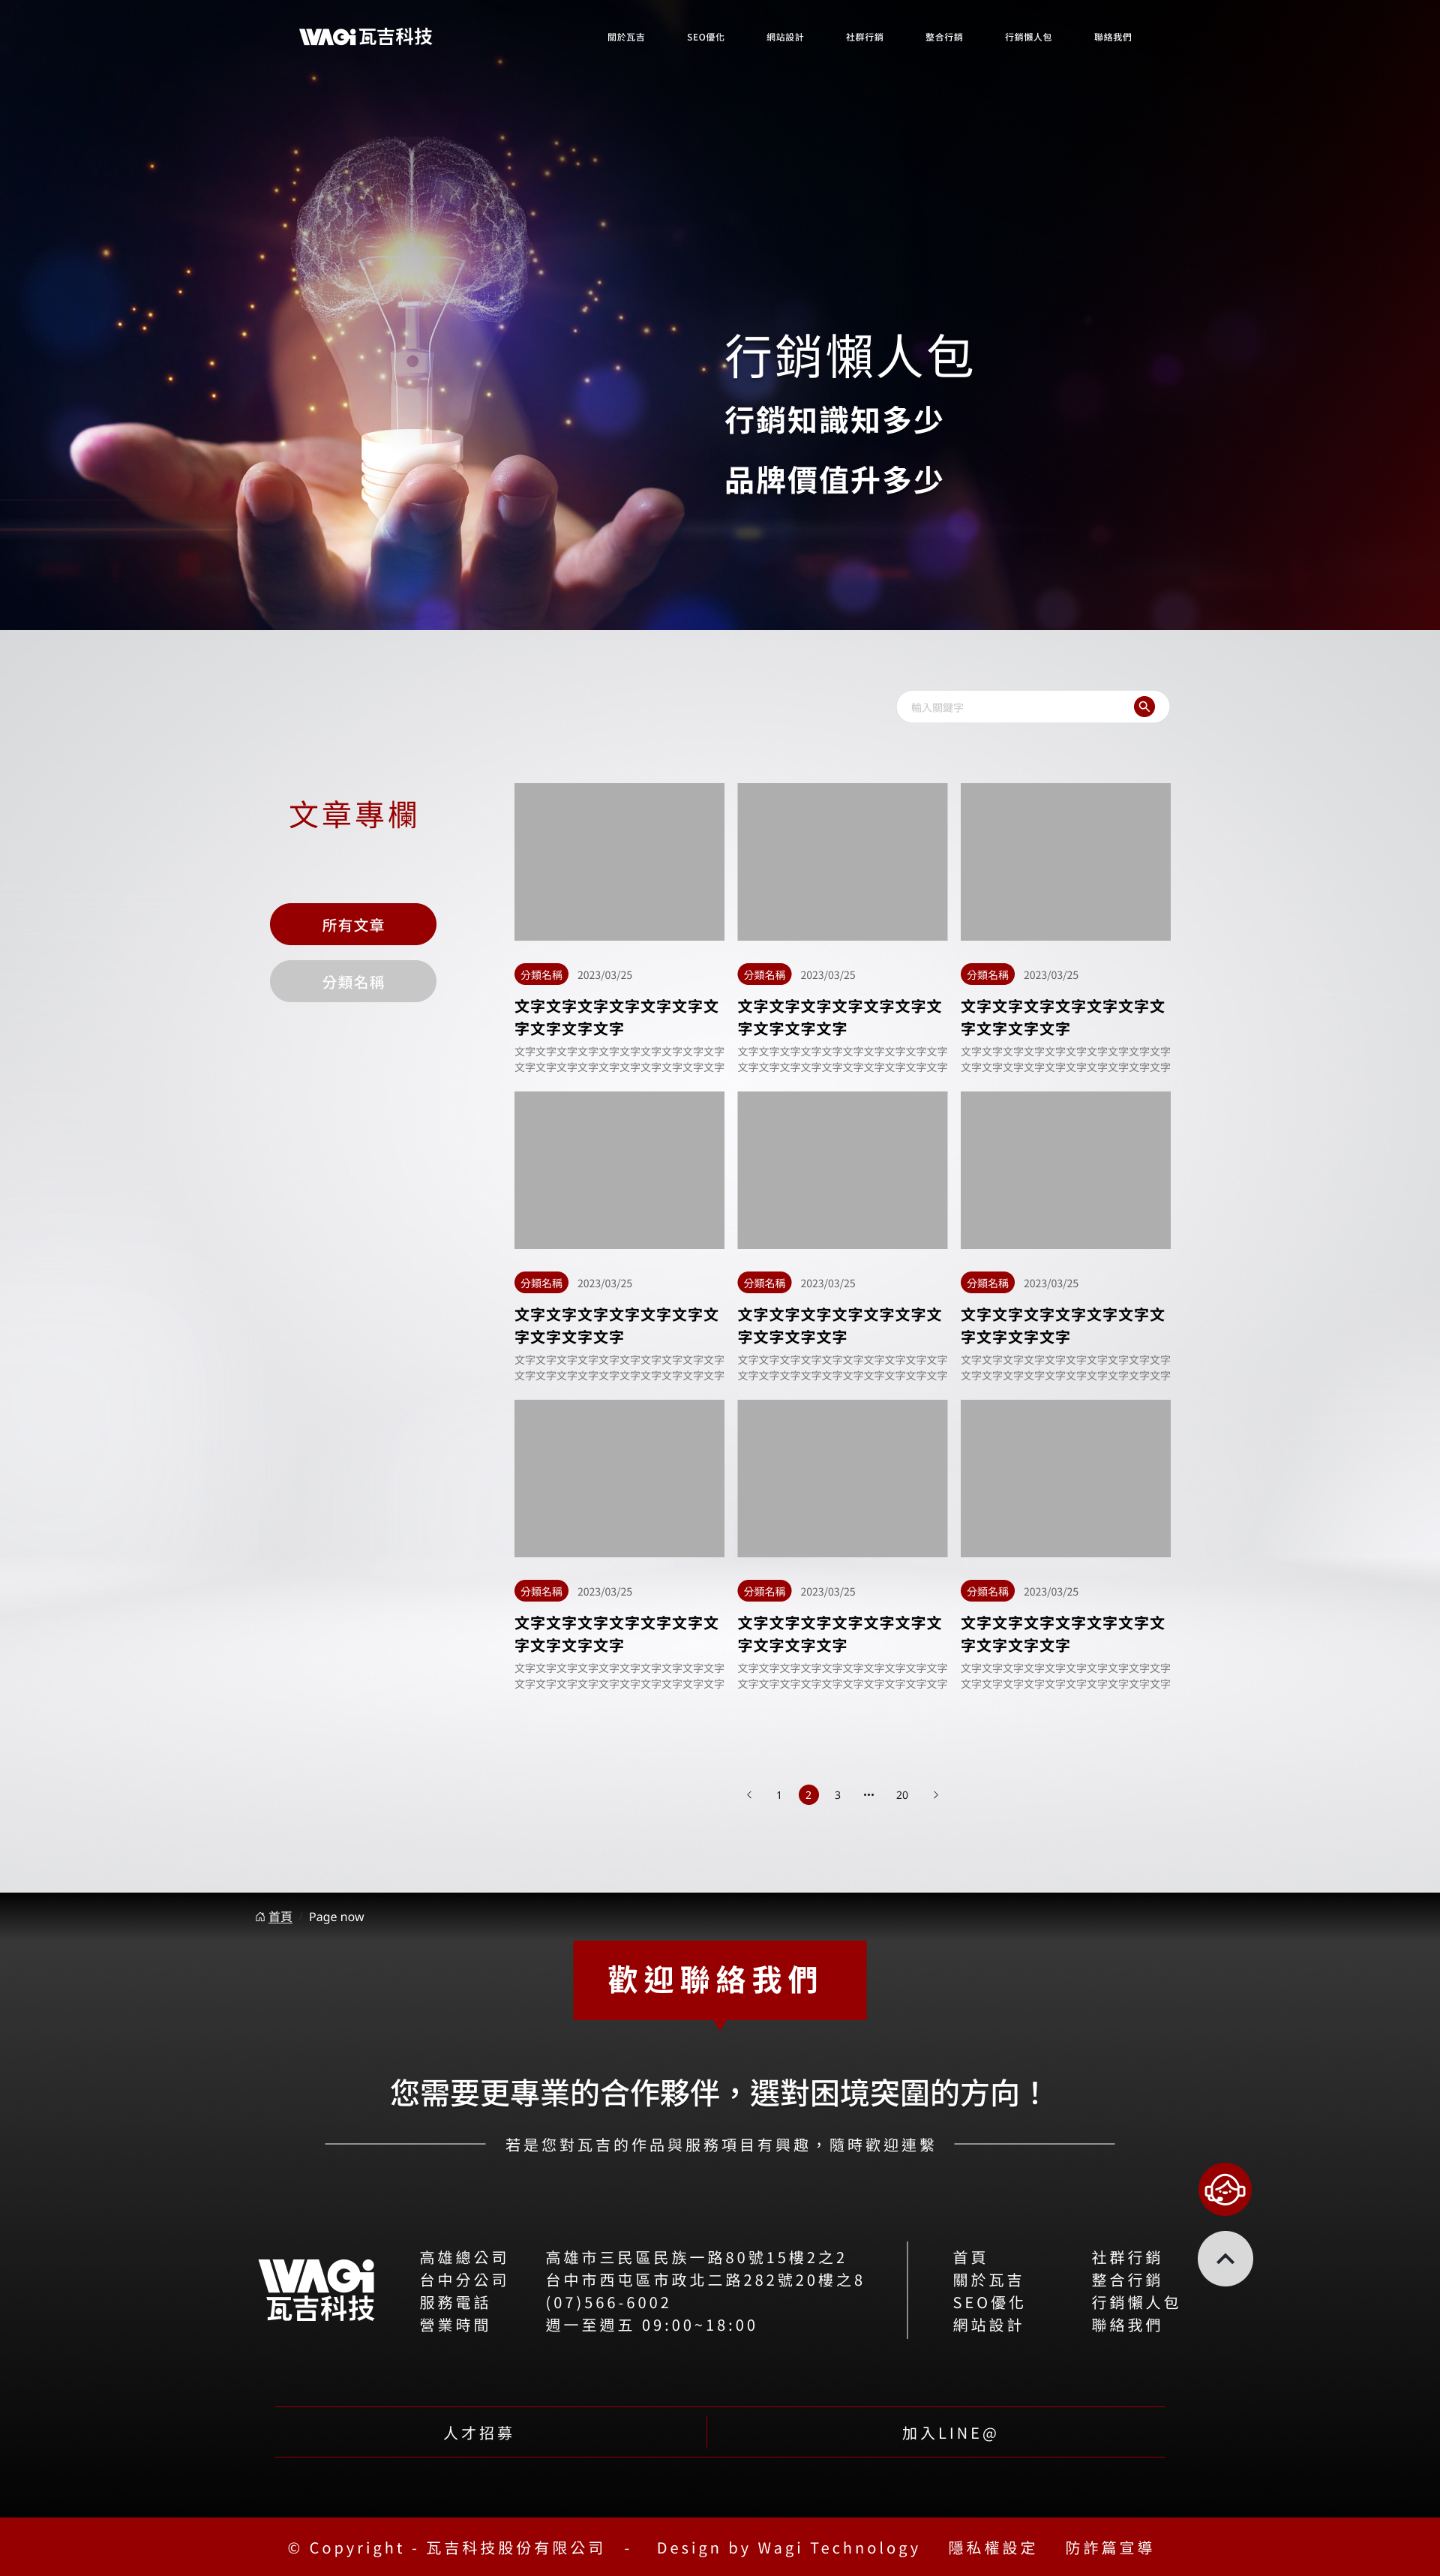 WAGi 瓦吉科技
關於瓦吉 SEO優化 網站設計 社群行銷 整合行銷 行銷懶人包 聯絡我們
行銷懶人包
行銷知識知多少
品牌價值升多少
輸入關鍵字
文章專欄
所有文章
分類名稱
分類名稱 2023/03/25
文字文字文字文字文字文字文
字文字文字文字
文字文字文字文字文字文字文字文字文字文字
文字文字文字文字文字文字文字文字文字文字
分類名稱 2023/03/25
文字文字文字文字文字文字文
字文字文字文字
文字文字文字文字文字文字文字文字文字文字
文字文字文字文字文字文字文字文字文字文字
分類名稱 2023/03/25
文字文字文字文字文字文字文
字文字文字文字
文字文字文字文字文字文字文字文字文字文字
文字文字文字文字文字文字文字文字文字文字
分類名稱 2023/03/25
文字文字文字文字文字文字文
字文字文字文字
文字文字文字文字文字文字文字文字文字文字
文字文字文字文字文字文字文字文字文字文字
分類名稱 2023/03/25
文字文字文字文字文字文字文
字文字文字文字
文字文字文字文字文字文字文字文字文字文字
文字文字文字文字文字文字文字文字文字文字
分類名稱 2023/03/25
文字文字文字文字文字文字文
字文字文字文字
文字文字文字文字文字文字文字文字文字文字
文字文字文字文字文字文字文字文字文字文字
分類名稱 2023/03/25
文字文字文字文字文字文字文
字文字文字文字
文字文字文字文字文字文字文字文字文字文字
文字文字文字文字文字文字文字文字文字文字
分類名稱 2023/03/25
文字文字文字文字文字文字文
字文字文字文字
文字文字文字文字文字文字文字文字文字文字
文字文字文字文字文字文字文字文字文字文字
分類名稱 2023/03/25
文字文字文字文字文字文字文
字文字文字文字
文字文字文字文字文字文字文字文字文字文字
文字文字文字文字文字文字文字文字文字文字
1 2 3 ••• 20
首頁 / Page now
歡迎聯絡我們
您需要更專業的合作夥伴，選對困境突圍的方向！
若是您對瓦吉的作品與服務項目有興趣，隨時歡迎連繫
WAGi
瓦吉科技
高雄總公司 高雄市三民區民族一路80號15樓2之2
台中分公司 台中市西屯區市政北二路282號20樓之8
服務電話 (07)566-6002
營業時間 週一至週五 09:00~18:00
首頁
關於瓦吉
SEO優化
網站設計
社群行銷
整合行銷
行銷懶人包
聯絡我們
人才招募
加入LINE@
© Copyright - 瓦吉科技股份有限公司 - Design by Wagi Technology 隱私權設定 防詐篇宣導